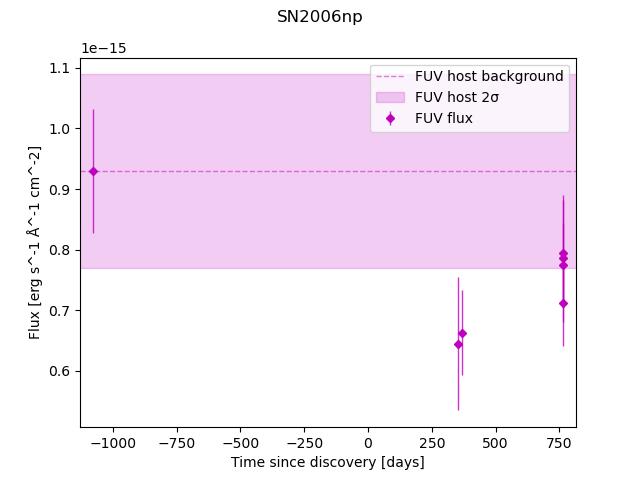 SN2006np
1e−15
FUV host background
FUV host 2σ
FUV flux
1.1
1.0
0.9
0.8
0.7
0.6
Flux [erg s^-1 Å^-1 cm^-2]
−1000 −750 −500 −250 0 250 500 750
Time since discovery [days]